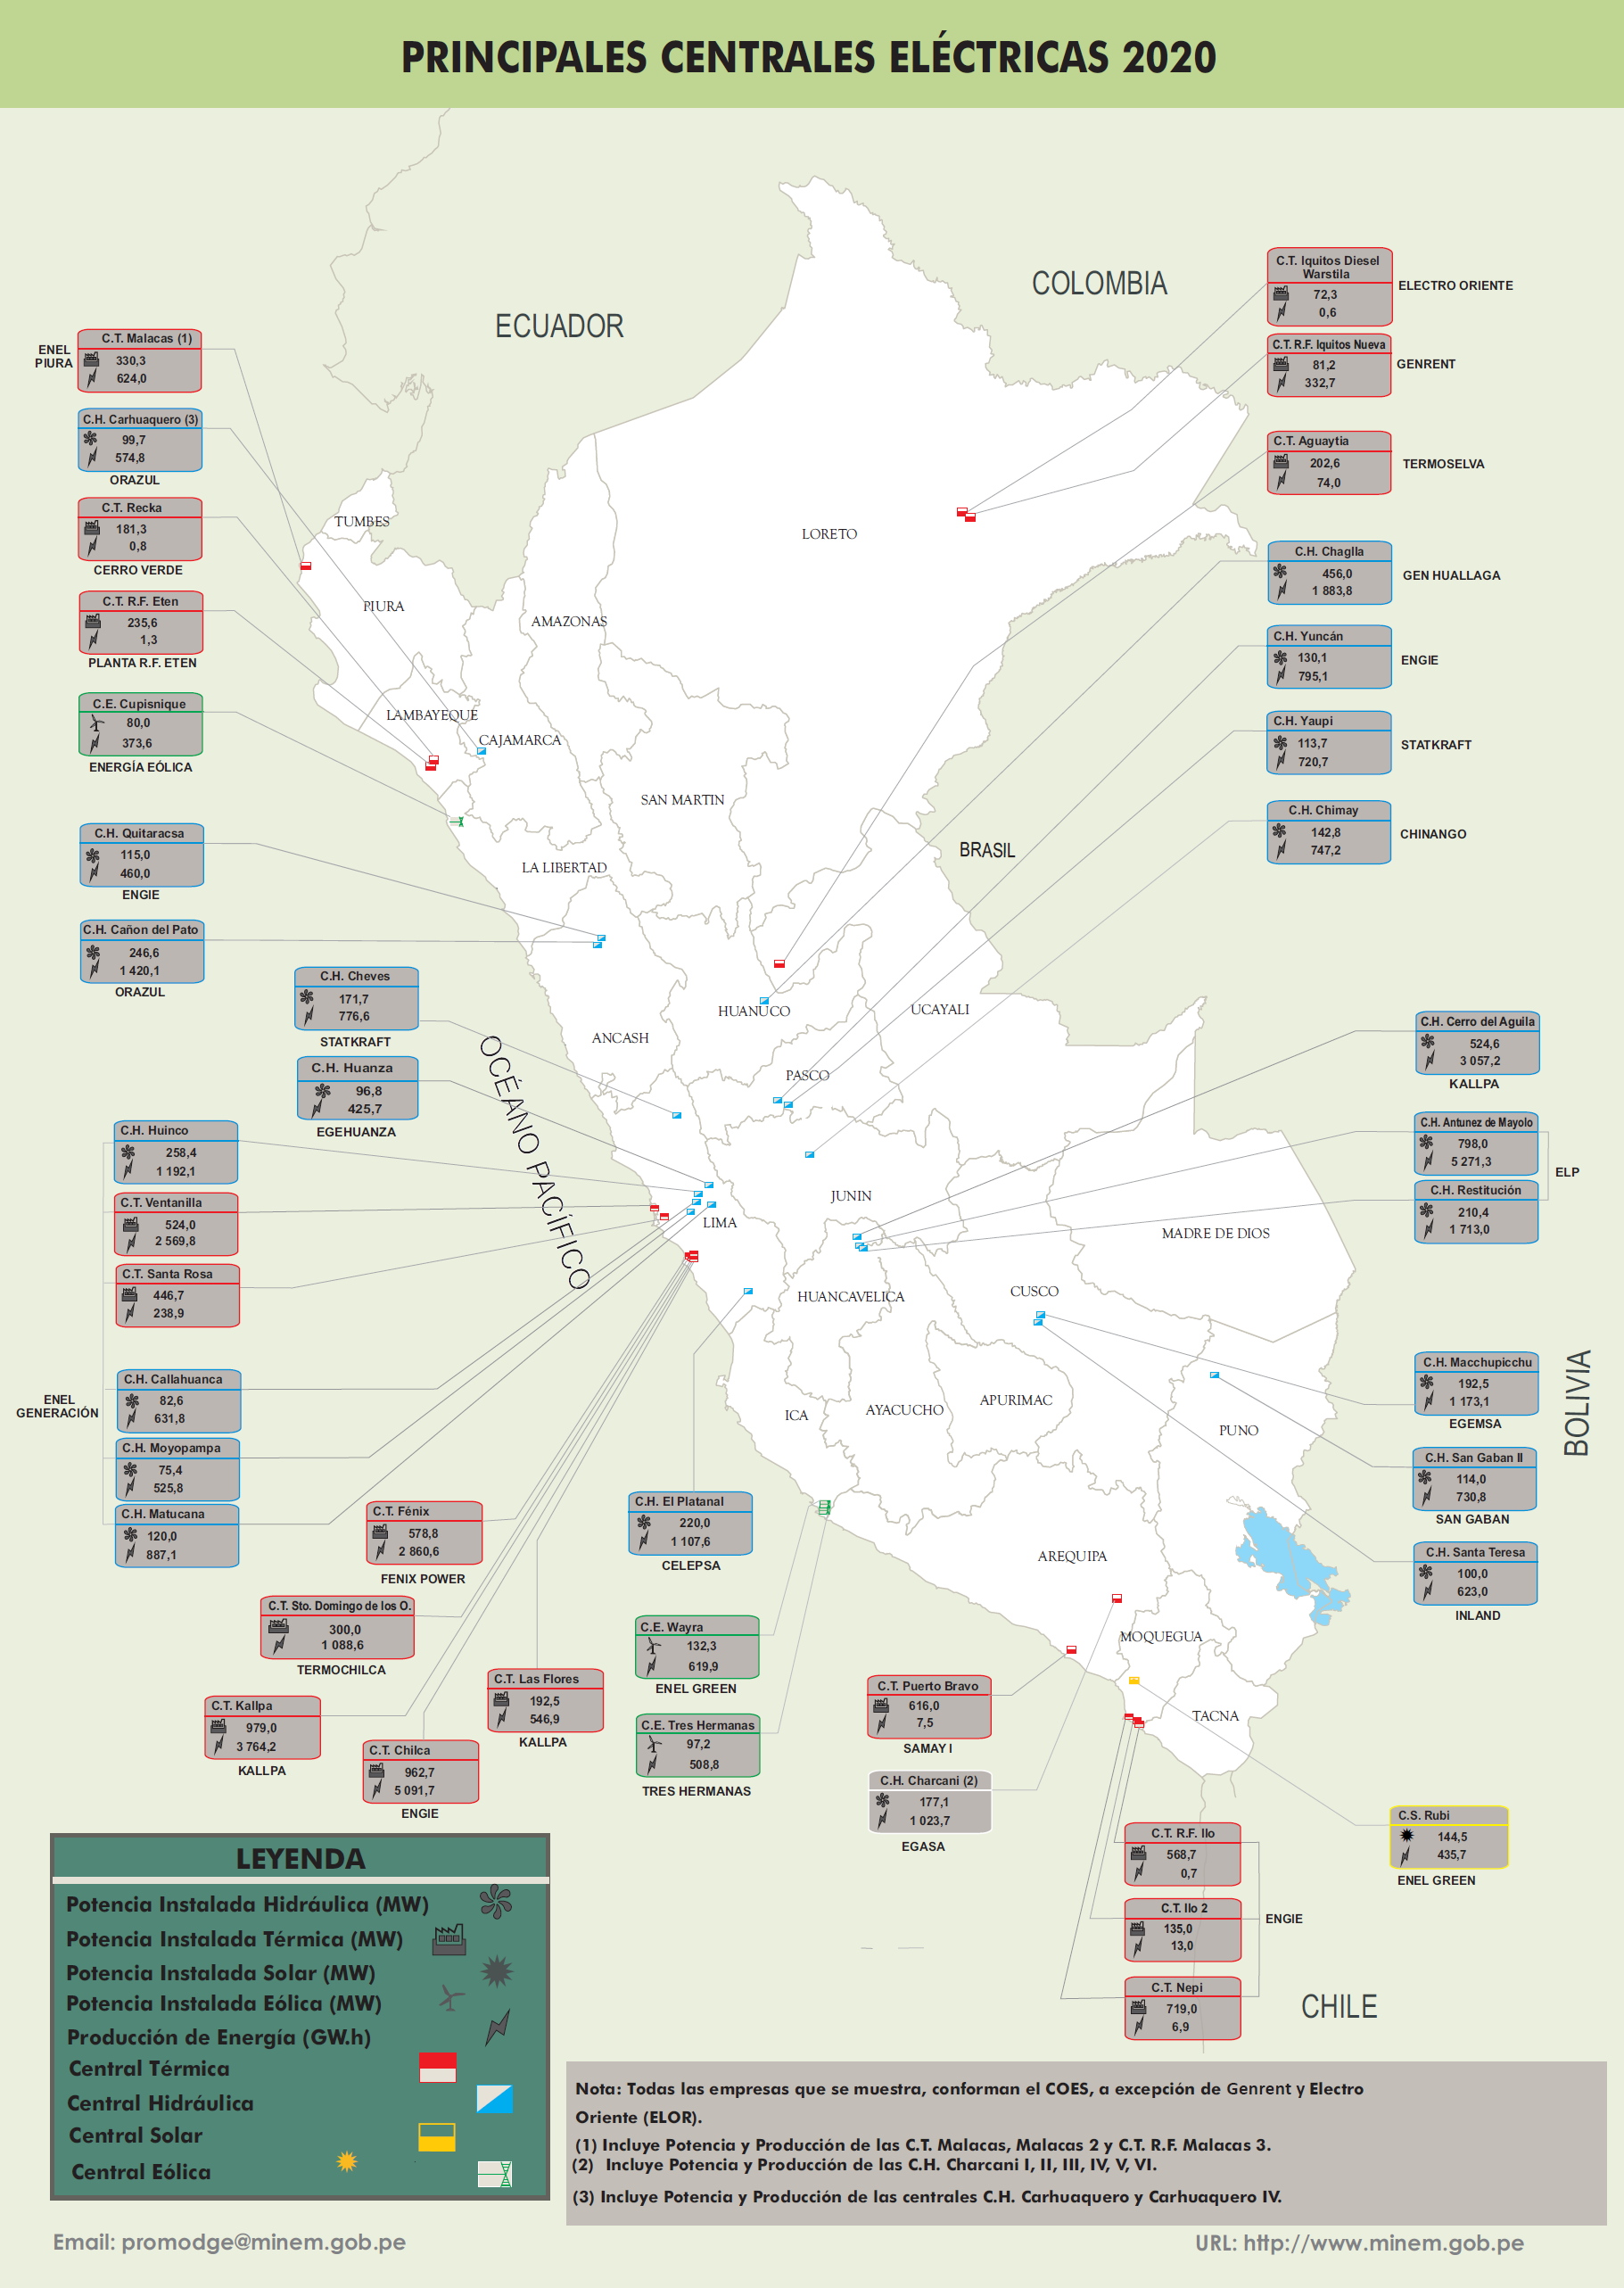 PRINCIPALES CENTRALES ELÉCTRICAS 2020
COLOMBIA
ECUADOR
BRASIL
BOLIVIA
CHILE
OCÉANO PACÍFICO
TUMBES
PIURA
LAMBAYEQUE
CAJAMARCA
AMAZONAS
LORETO
SAN MARTIN
LA LIBERTAD
ANCASH
HUANUCO
UCAYALI
PASCO
JUNIN
LIMA
MADRE DE DIOS
HUANCAVELICA
CUSCO
ICA
AYACUCHO
APURIMAC
PUNO
AREQUIPA
MOQUEGUA
TACNA
ENEL
PIURA
C.T. Malacas (1)
330,3
624,0
C.H. Carhuaquero (3)
99,7
574,8
ORAZUL
C.T. Recka
181,3
0,8
CERRO VERDE
C.T. R.F. Eten
235,6
1,3
PLANTA R.F. ETEN
C.E. Cupisnique
80,0
373,6
ENERGÍA EÓLICA
C.H. Quitaracsa
115,0
460,0
ENGIE
C.H. Cañon del Pato
246,6
1 420,1
ORAZUL
C.H. Cheves
171,7
776,6
STATKRAFT
C.H. Huanza
96,8
425,7
EGEHUANZA
C.H. Huinco
258,4
1 192,1
C.T. Ventanilla
524,0
2 569,8
C.T. Santa Rosa
446,7
238,9
ENEL
GENERACIÓN
C.H. Callahuanca
82,6
631,8
C.H. Moyopampa
75,4
525,8
C.H. Matucana
120,0
887,1
C.T. Fénix
578,8
2 860,6
FENIX POWER
C.T. Sto. Domingo de los O.
300,0
1 088,6
TERMOCHILCA
C.T. Kallpa
979,0
3 764,2
KALLPA
C.T. Chilca
962,7
5 091,7
ENGIE
C.T. Las Flores
192,5
546,9
KALLPA
C.H. El Platanal
220,0
1 107,6
CELEPSA
C.E. Wayra
132,3
619,9
ENEL GREEN
C.E. Tres Hermanas
97,2
508,8
TRES HERMANAS
C.T. Puerto Bravo
616,0
7,5
SAMAY I
C.H. Charcani (2)
177,1
1 023,7
EGASA
C.T. R.F. Ilo
568,7
0,7
C.T. Ilo 2
135,0
13,0
ENGIE
C.T. Nepi
719,0
6,9
C.S. Rubi
144,5
435,7
ENEL GREEN
C.T. Iquitos Diesel
Warstila
72,3
0,6
ELECTRO ORIENTE
C.T. R.F. Iquitos Nueva
81,2
332,7
GENRENT
C.T. Aguaytia
202,6
74,0
TERMOSELVA
C.H. Chaglla
456,0
1 883,8
GEN HUALLAGA
C.H. Yuncán
130,1
795,1
ENGIE
C.H. Yaupi
113,7
720,7
STATKRAFT
C.H. Chimay
142,8
747,2
CHINANGO
C.H. Cerro del Aguila
524,6
3 057,2
KALLPA
C.H. Antunez de Mayolo
798,0
5 271,3
ELP
C.H. Restitución
210,4
1 713,0
C.H. Macchupicchu
192,5
1 173,1
EGEMSA
C.H. San Gaban II
114,0
730,8
SAN GABAN
C.H. Santa Teresa
100,0
623,0
INLAND
LEYENDA
Potencia Instalada Hidráulica (MW)
Potencia Instalada Térmica (MW)
Potencia Instalada Solar (MW)
Potencia Instalada Eólica (MW)
Producción de Energía (GW.h)
Central Térmica
Central Hidráulica
Central Solar
Central Eólica
Nota: Todas las empresas que se muestra, conforman el COES, a excepción de Genrent y Electro
Oriente (ELOR).
(1) Incluye Potencia y Producción de las C.T. Malacas, Malacas 2 y C.T. R.F. Malacas 3.
(2) Incluye Potencia y Producción de las C.H. Charcani I, II, III, IV, V, VI.
(3) Incluye Potencia y Producción de las centrales C.H. Carhuaquero y Carhuaquero IV.
Email: promodge@minem.gob.pe
URL: http://www.minem.gob.pe